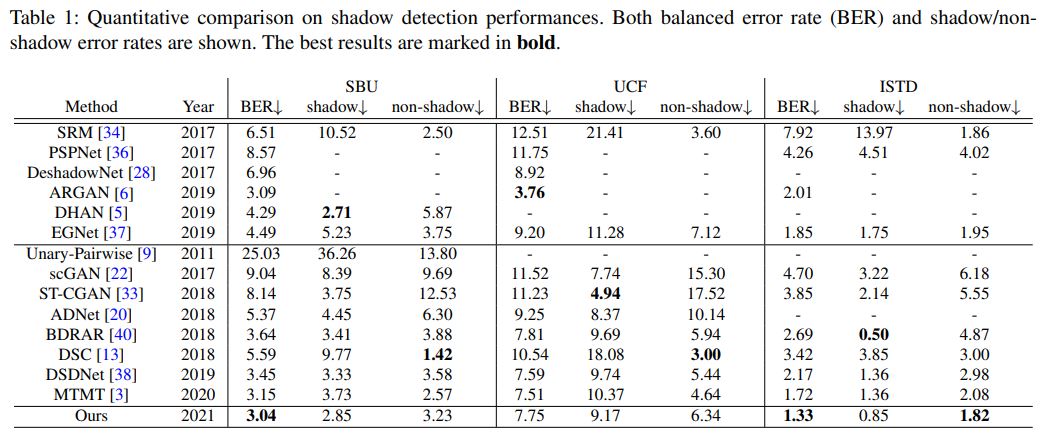 Table 1: Quantitative comparison on shadow detection performances. Both balanced error rate (BER) and shadow/non-
shadow error rates are shown. The best results are marked in bold.
SBU UCF ISTD
Method Year BER↓ shadow↓ non-shadow↓ BER↓ shadow↓ non-shadow↓ BER↓ shadow↓ non-shadow↓
SRM [34] 2017 6.51 10.52 2.50 12.51 21.41 3.60 7.92 13.97 1.86
PSPNet [36] 2017 8.57 - - 11.75 - - 4.26 4.51 4.02
DeshadowNet [28] 2017 6.96 - - 8.92 - - - - -
ARGAN [6] 2019 3.09 - - 3.76 - - 2.01 - -
DHAN [5] 2019 4.29 2.71 5.87 - - - - - -
EGNet [37] 2019 4.49 5.23 3.75 9.20 11.28 7.12 1.85 1.75 1.95
Unary-Pairwise [9] 2011 25.03 36.26 13.80 - - - - - -
scGAN [22] 2017 9.04 8.39 9.69 11.52 7.74 15.30 4.70 3.22 6.18
ST-CGAN [33] 2018 8.14 3.75 12.53 11.23 4.94 17.52 3.85 2.14 5.55
ADNet [20] 2018 5.37 4.45 6.30 9.25 8.37 10.14 - - -
BDRAR [40] 2018 3.64 3.41 3.88 7.81 9.69 5.94 2.69 0.50 4.87
DSC [13] 2018 5.59 9.77 1.42 10.54 18.08 3.00 3.42 3.85 3.00
DSDNet [38] 2019 3.45 3.33 3.58 7.59 9.74 5.44 2.17 1.36 2.98
MTMT [3] 2020 3.15 3.73 2.57 7.51 10.37 4.64 1.72 1.36 2.08
Ours 2021 3.04 2.85 3.23 7.75 9.17 6.34 1.33 0.85 1.82